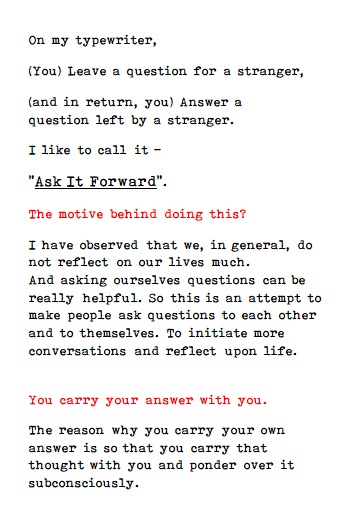 On my typewriter,
(You) Leave a question for a stranger,
(and in return, you) Answer a
question left by a stranger.
I like to call it -
"Ask It Forward".
The motive behind doing this?
I have observed that we, in general, do
not reflect on our lives much.
And asking ourselves questions can be
really helpful. So this is an attempt to
make people ask questions to each other
and to themselves. To initiate more
conversations and reflect upon life.
You carry your answer with you.
The reason why you carry your own
answer is so that you carry that
thought with you and ponder over it
subconsciously.